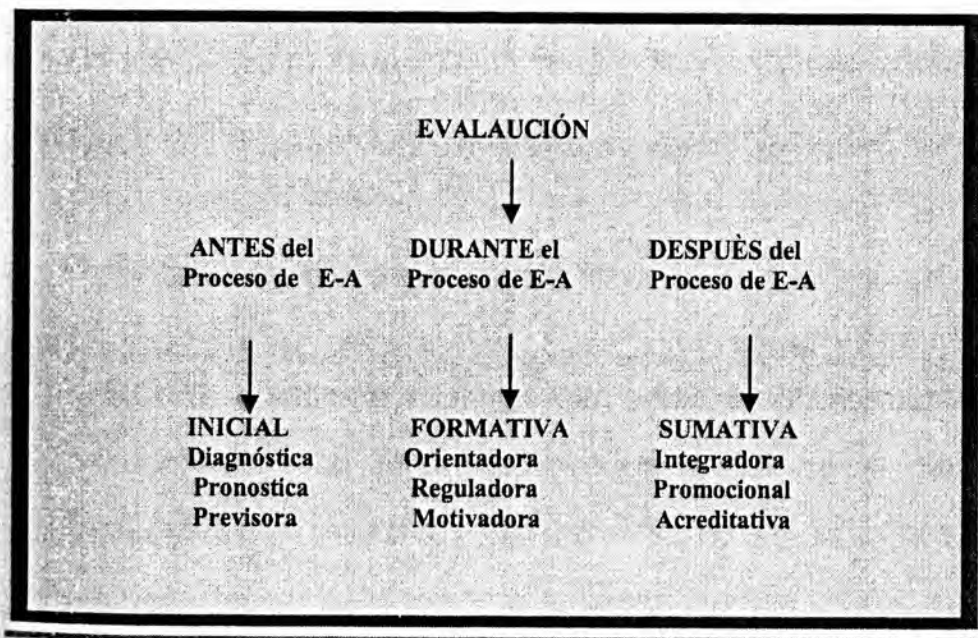 EVALAUCIÓN
ANTES del DURANTE el DESPUÈS del
Proceso de E-A Proceso de E-A Proceso de E-A
INICIAL FORMATIVA SUMATIVA
Diagnóstica Orientadora Integradora
Pronostica Reguladora Promocional
Previsora Motivadora Acreditativa